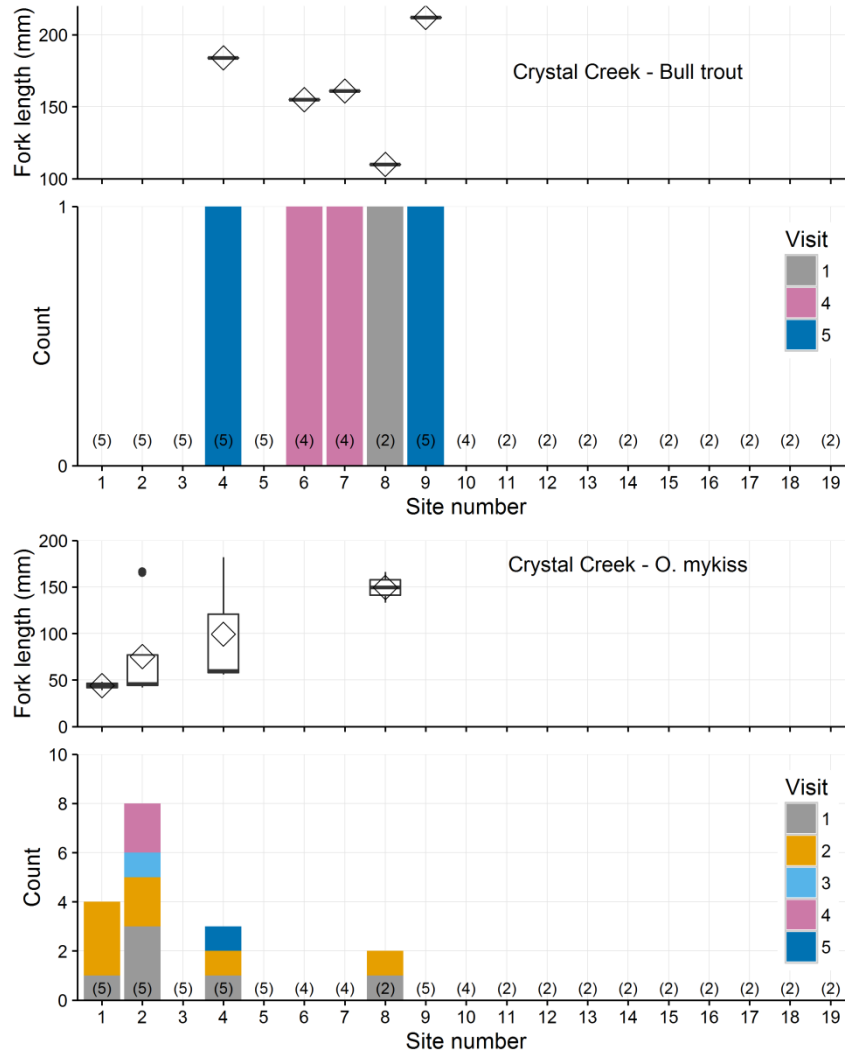 Fork length (mm)
200
150
100
Crystal Creek - Bull trout
Count
1
0
Visit
1
4
5
(5) (5) (5) (5) (5) (4) (4) (2) (5) (4) (2) (2) (2) (2) (2) (2) (2) (2) (2)
1 2 3 4 5 6 7 8 9 10 11 12 13 14 15 16 17 18 19
Site number
Fork length (mm)
200
150
100
50
0
Crystal Creek - O. mykiss
Count
10
8
6
4
2
0
Visit
1
2
3
4
5
(5) (5) (5) (5) (5) (4) (4) (2) (5) (4) (2) (2) (2) (2) (2) (2) (2) (2) (2)
1 2 3 4 5 6 7 8 9 10 11 12 13 14 15 16 17 18 19
Site number